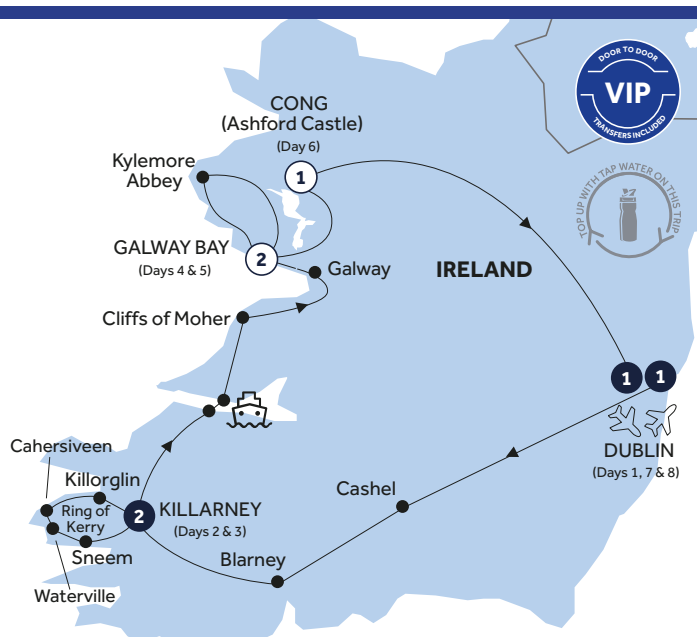 DOOR TO DOOR
VIP
TRANSFERS INCLUDED
CONG
(Ashford Castle)
(Day 6)
1
Kylemore
Abbey
TOP UP WITH TAP WATER ON THIS TRIP
GALWAY BAY
(Days 4 & 5)
2
Galway
IRELAND
Cliffs of Moher
1
1
DUBLIN
(Days 1, 7 & 8)
Cahersiveen
Killorglin
Ring of
Kerry
2
KILLARNEY
(Days 2 & 3)
Cashel
Sneem
Blarney
Waterville